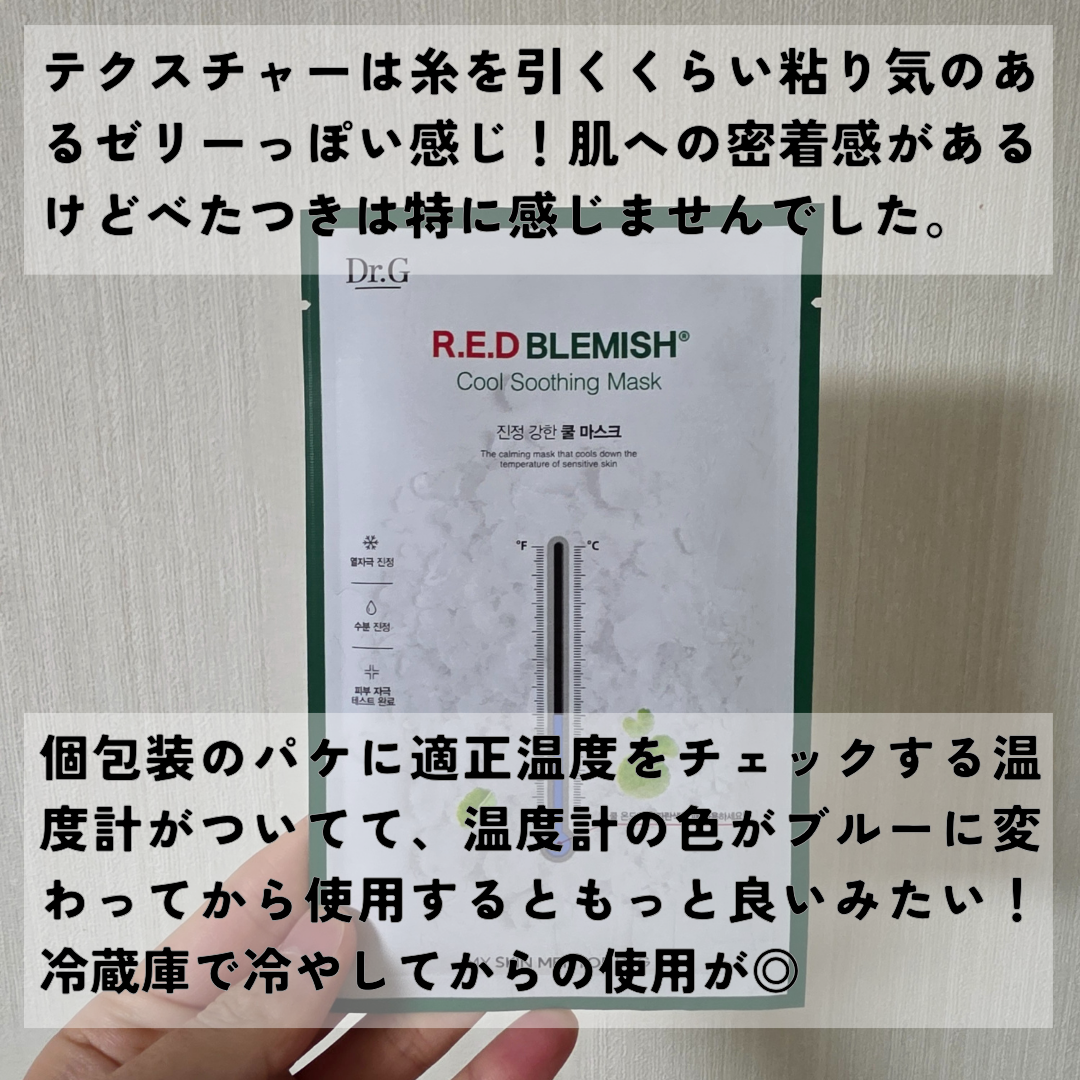 テクスチャーは糸を引くくらい粘り気のあ
るゼリーっぽい感じ！肌への密着感がある
けどべたつきは特に感じませんでした。
Dr.G
R.E.D BLEMISH®
Cool Soothing Mask
진정 강한 쿨 마스크
The calming mask that cools down the
temperature of sensitive skin
°F
°C
열자극 진정
수분 진정
피부 자극
테스트 완료
個包装のパケに適正温度をチェックする温
度計がついてて、温度計の色がブルーに変
わってから使用するともっと良いみたい！
冷蔵庫で冷やしてからの使用が◎